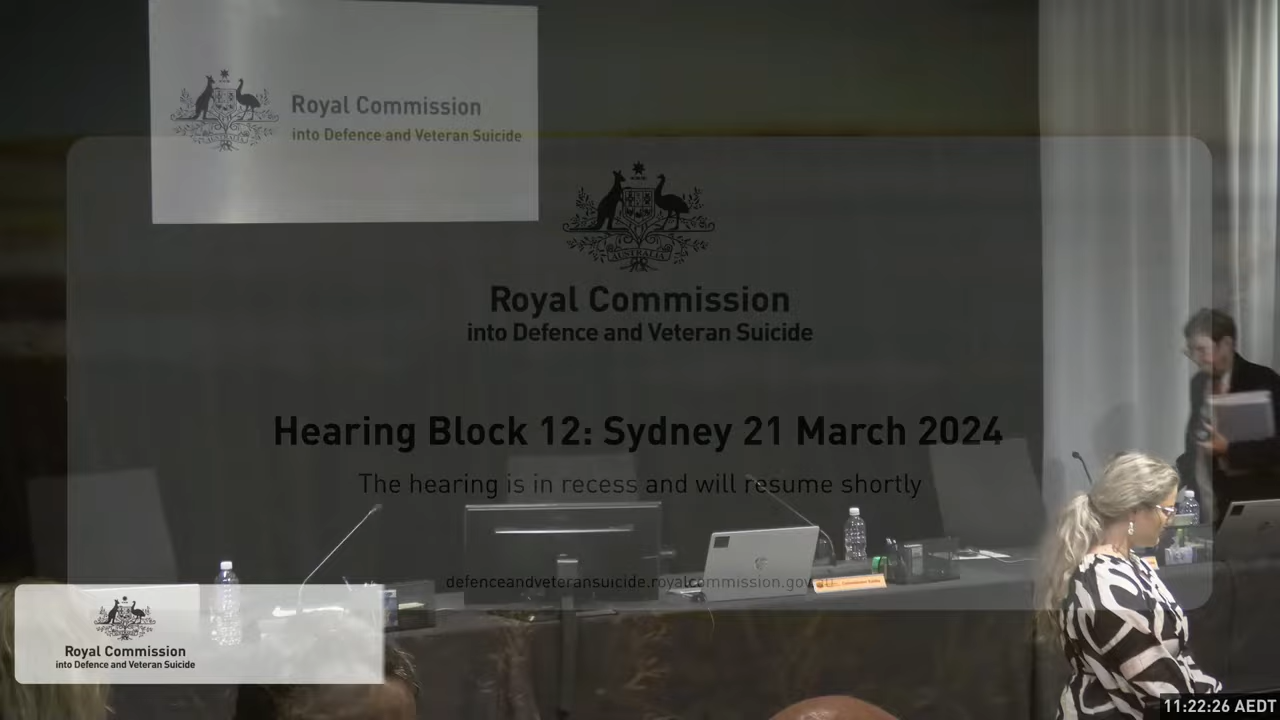 Royal Commission
into Defence and Veteran Suicide
AUSTRALIA
Royal Commission
into Defence and Veteran Suicide
Hearing Block 12: Sydney 21 March 2024
The hearing is in recess and will resume shortly
defenceandveteransuicide.royalcommission.gov.au
Royal Commission
into Defence and Veteran Suicide
11:22:26 AEDT